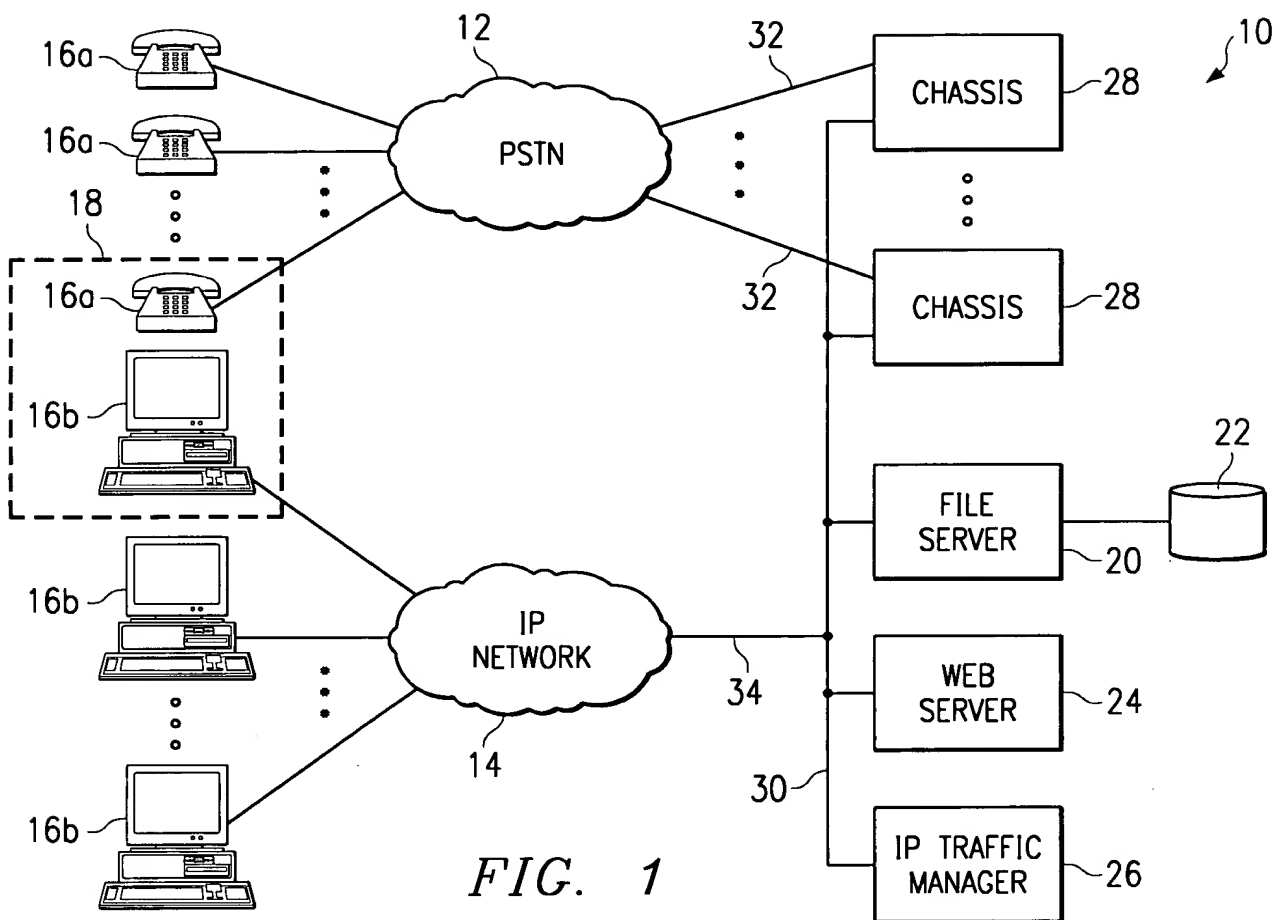 12
10
16a
32
CHASSIS
28
16a
PSTN
18
16a
32
CHASSIS
28
16b
22
FILE
SERVER
20
16b
IP
NETWORK
34
WEB
SERVER
24
14
30
16b
IP TRAFFIC
MANAGER
26
FIG. 1